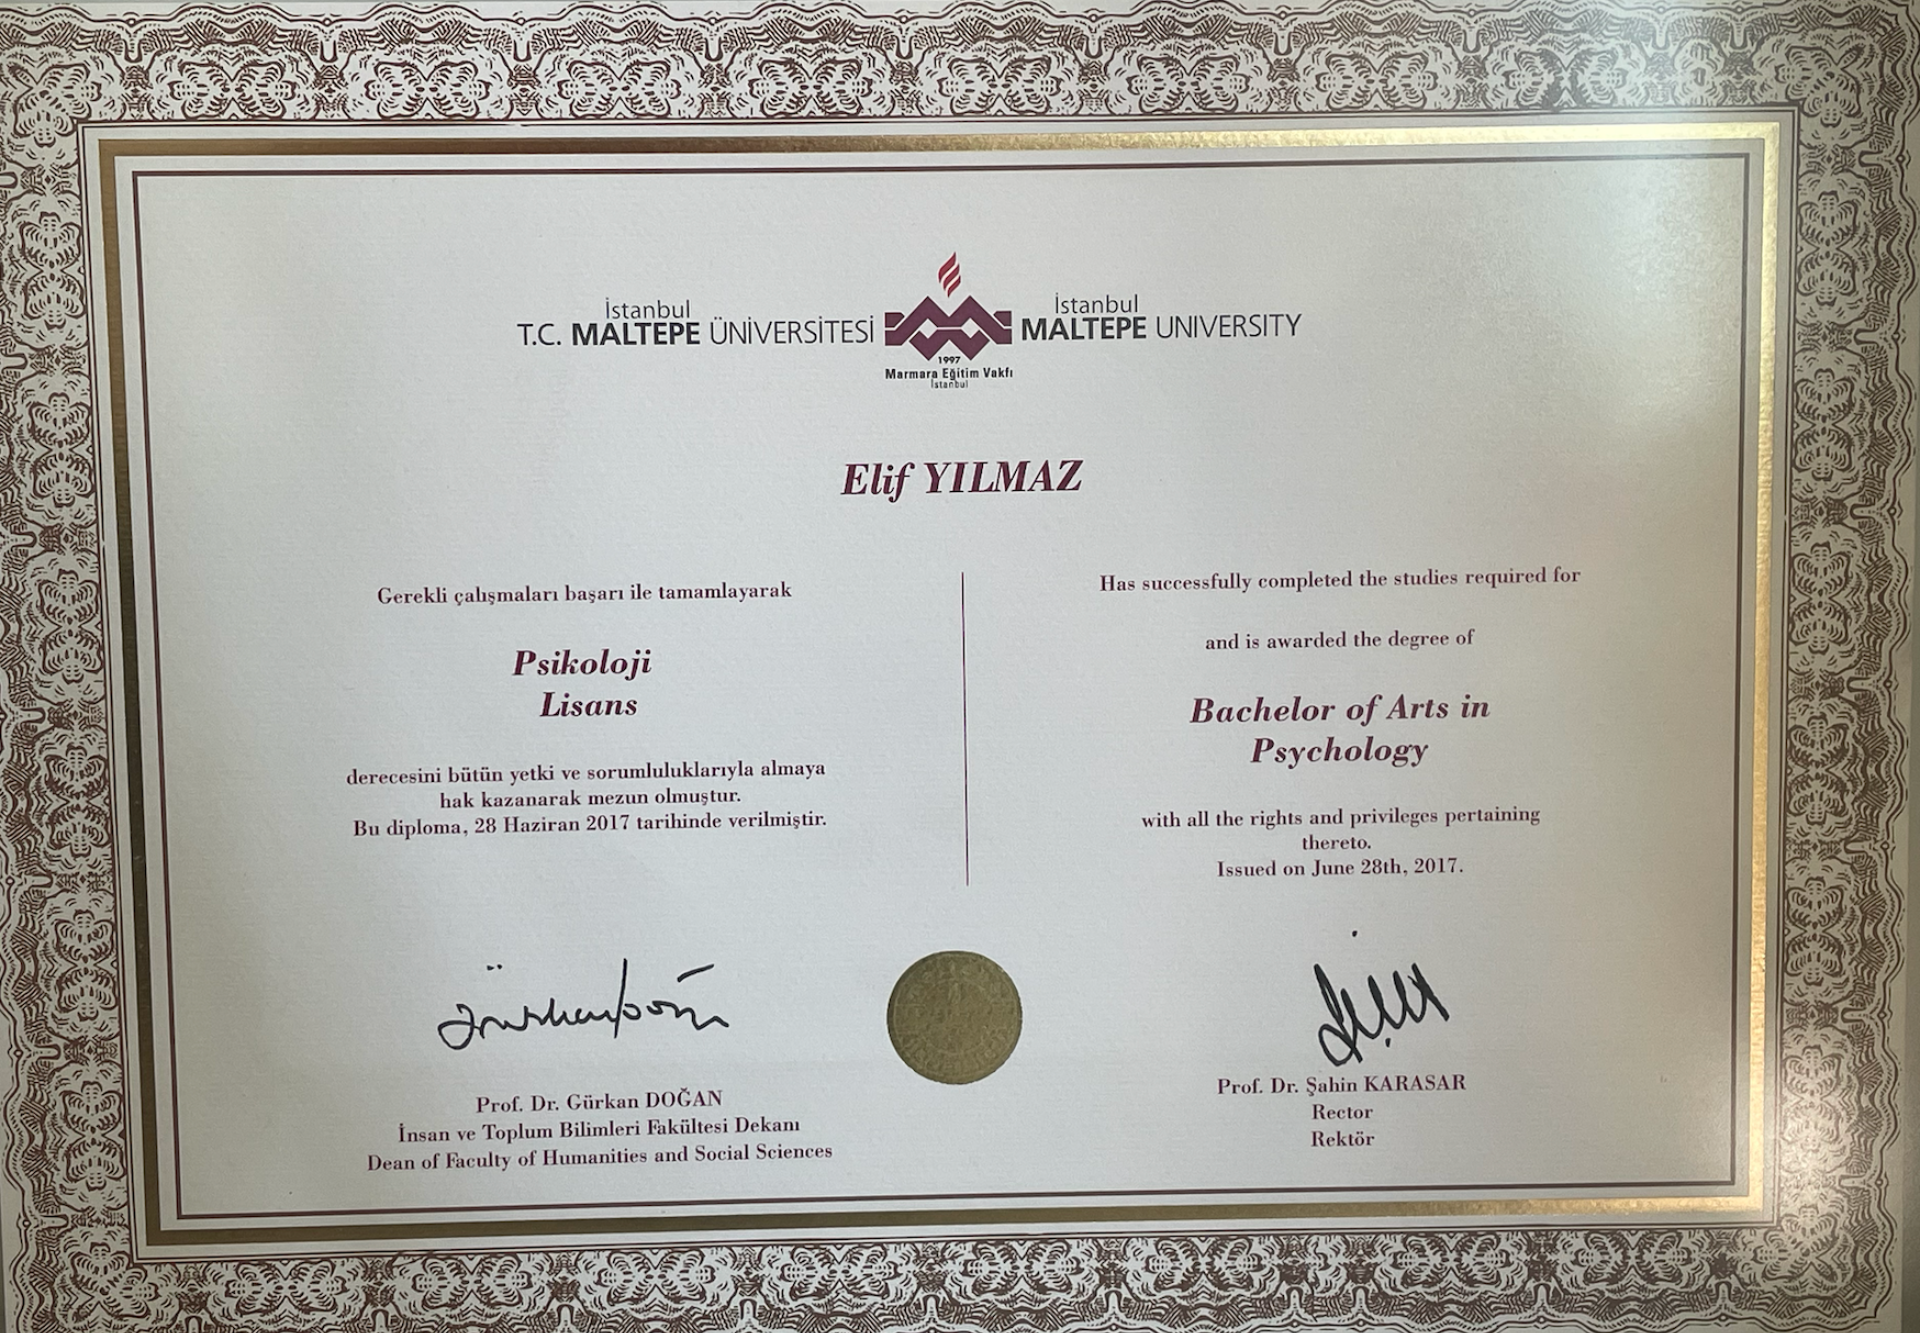 İstanbul
T.C. MALTEPE ÜNİVERSİTESİ
İstanbul
MALTEPE UNIVERSITY
1997
Marmara Eğitim Vakfı
İstanbul
Elif YILMAZ
Gerekli çalışmaları başarı ile tamamlayarak
Psikoloji
Lisans
derecesini bütün yetki ve sorumluluklarıyla almaya
hak kazanarak mezun olmuştur.
Bu diploma, 28 Haziran 2017 tarihinde verilmiştir.
Has successfully completed the studies required for
and is awarded the degree of
Bachelor of Arts in
Psychology
with all the rights and privileges pertaining
thereto.
Issued on June 28th, 2017.
Prof. Dr. Gürkan DOĞAN
İnsan ve Toplum Bilimleri Fakültesi Dekanı
Dean of Faculty of Humanities and Social Sciences
Prof. Dr. Şahin KARASAR
Rector
Rektör